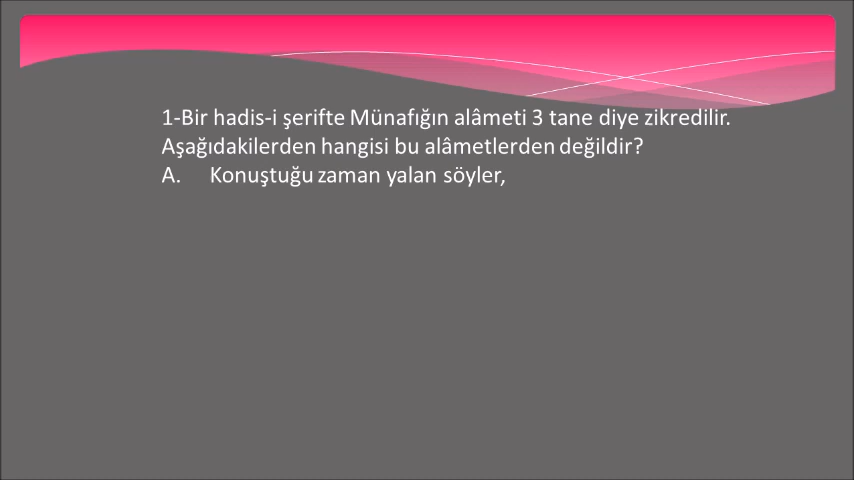 1-Bir hadis-i şerifte Münafığın alâmeti 3 tane diye zikredilir.
Aşağıdakilerden hangisi bu alâmetlerden değildir?
A. Konuştuğu zaman yalan söyler,